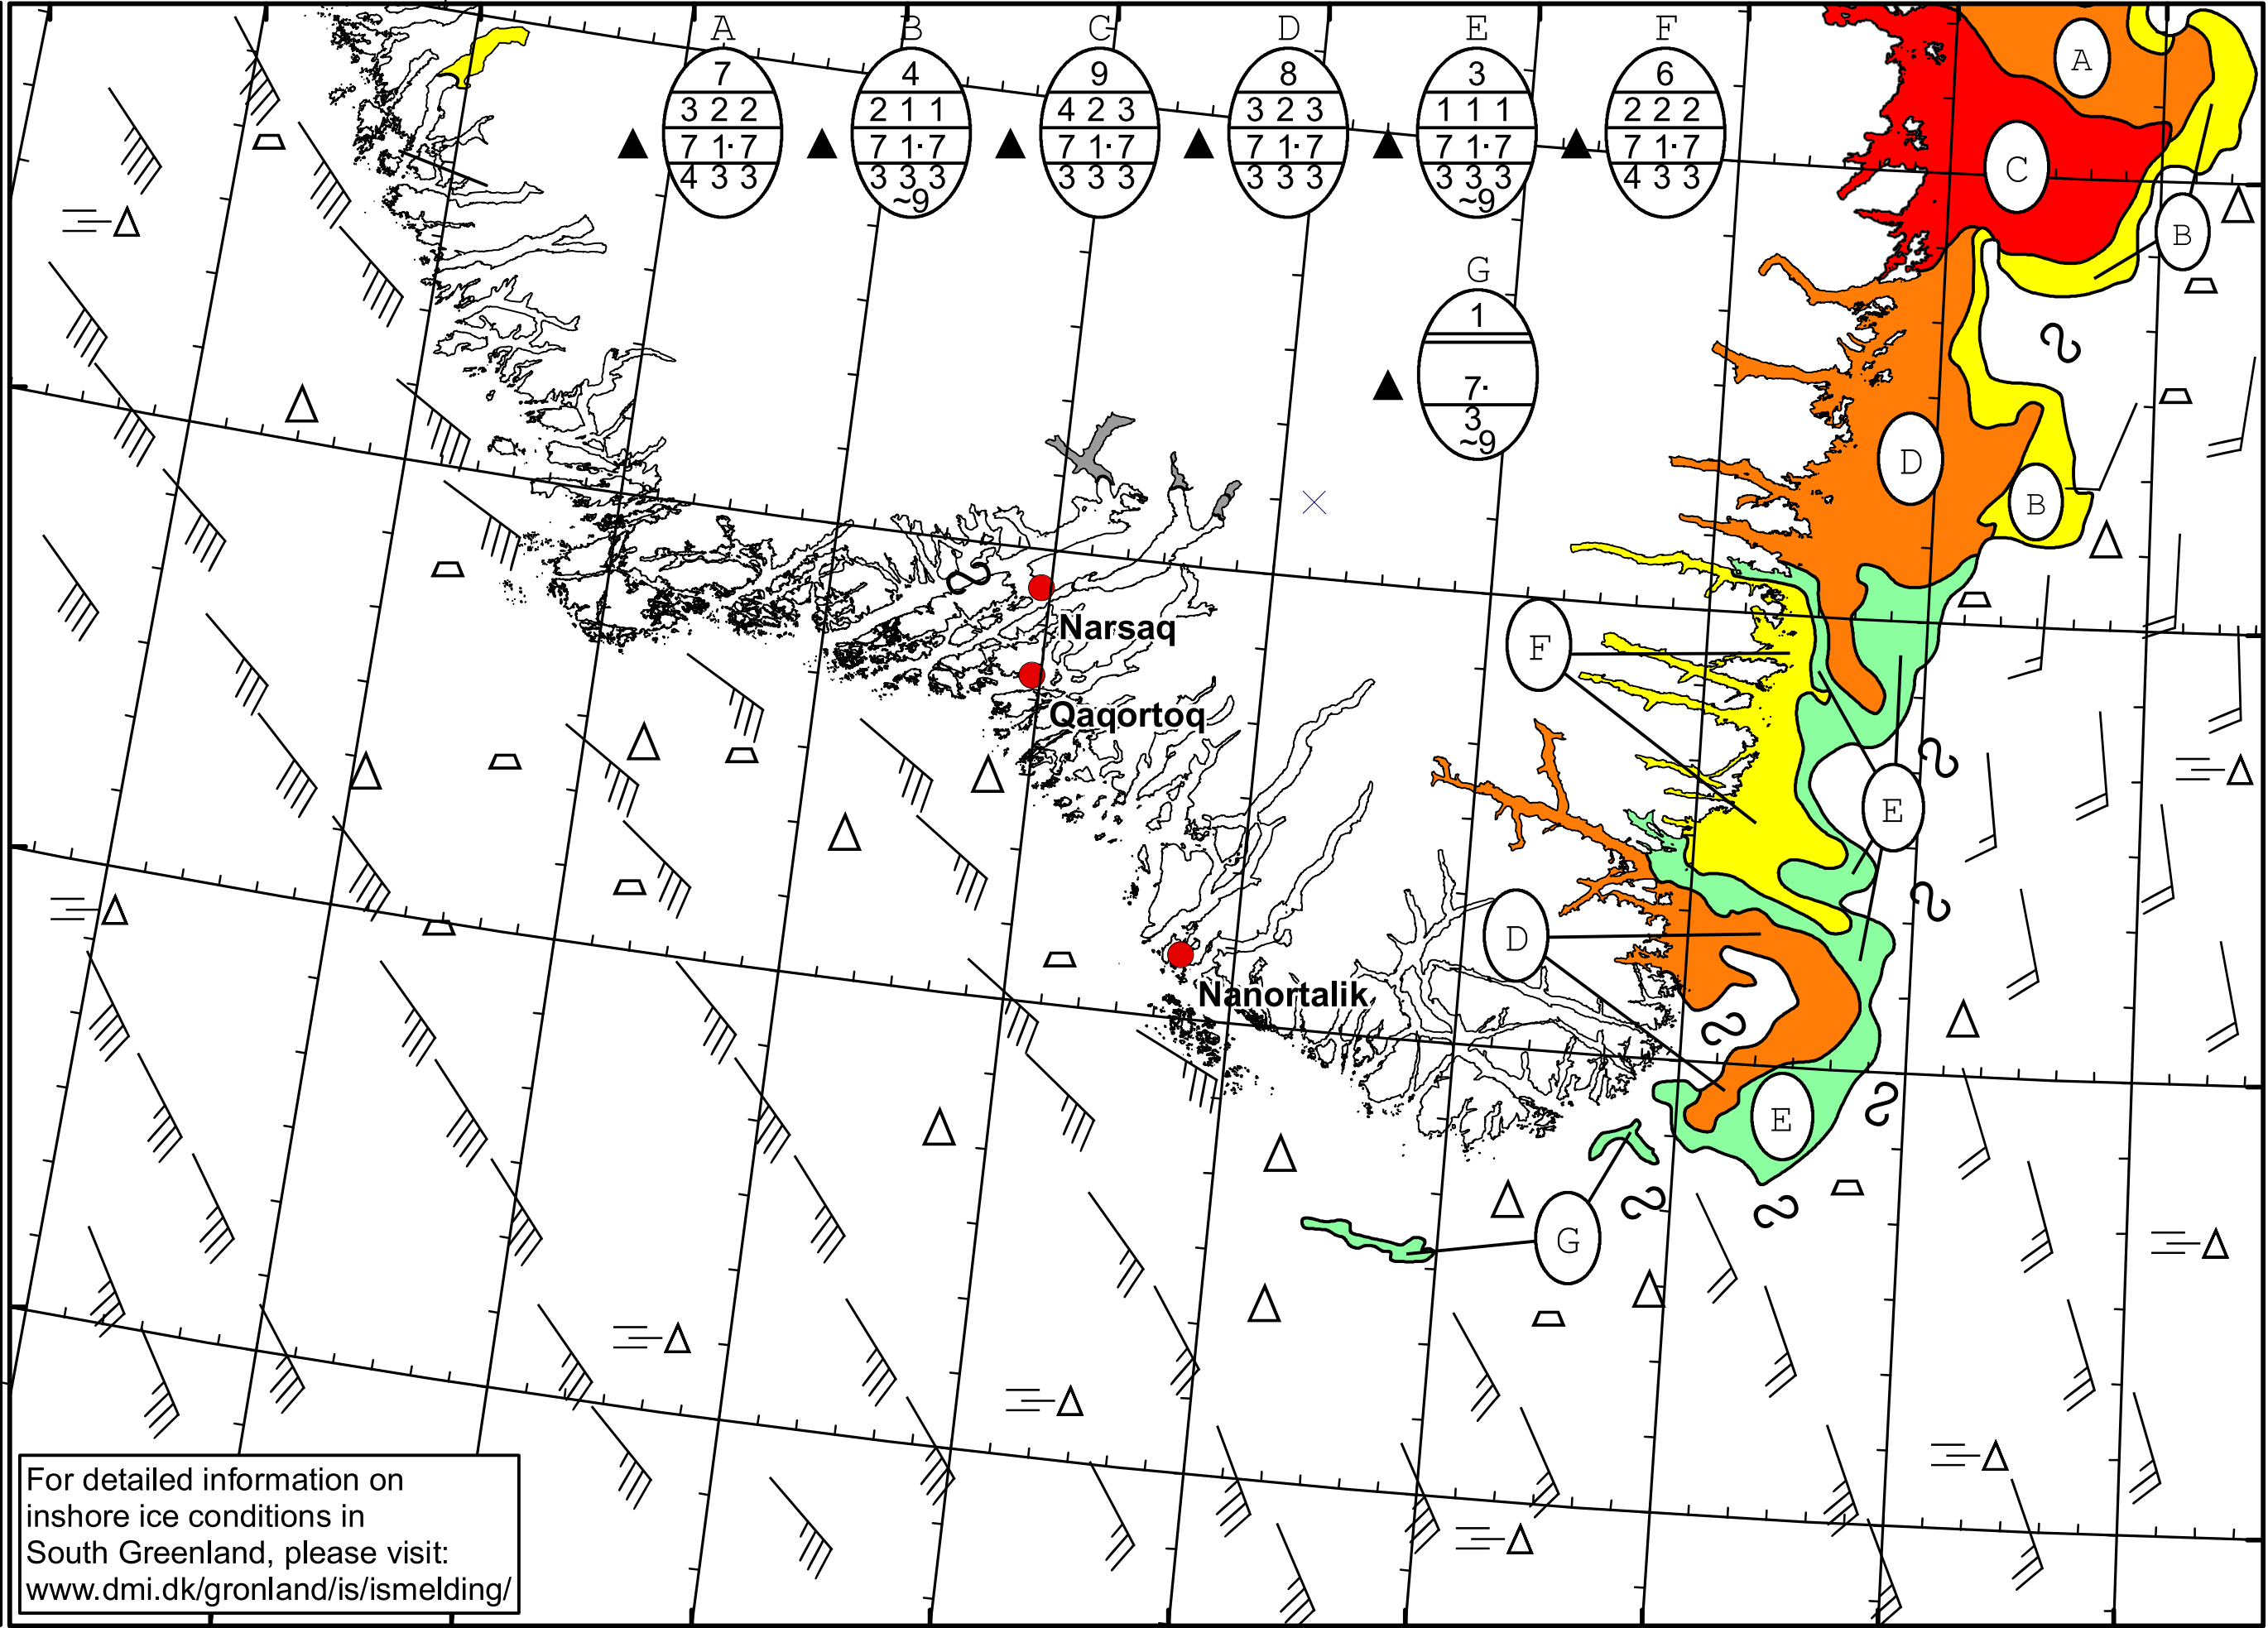 A B C D E F
7 4 9 8 3 6
3 2 2 2 1 1 4 2 3 3 2 3 1 1 1 2 2 2
7 1· 7 7 1· 7 7 1· 7 7 1· 7 7 1· 7 7 1· 7
4 3 3 3 3 3 3 3 3 3 3 3 3 3 3 4 3 3
~9 ~9
A
C
B
G
1
7·
3
~9
D
B
Narsaq
F
Qaqortoq
E
D
Nanortalik
E
G
For detailed information on
inshore ice conditions in
South Greenland, please visit:
www.dmi.dk/gronland/is/ismelding/